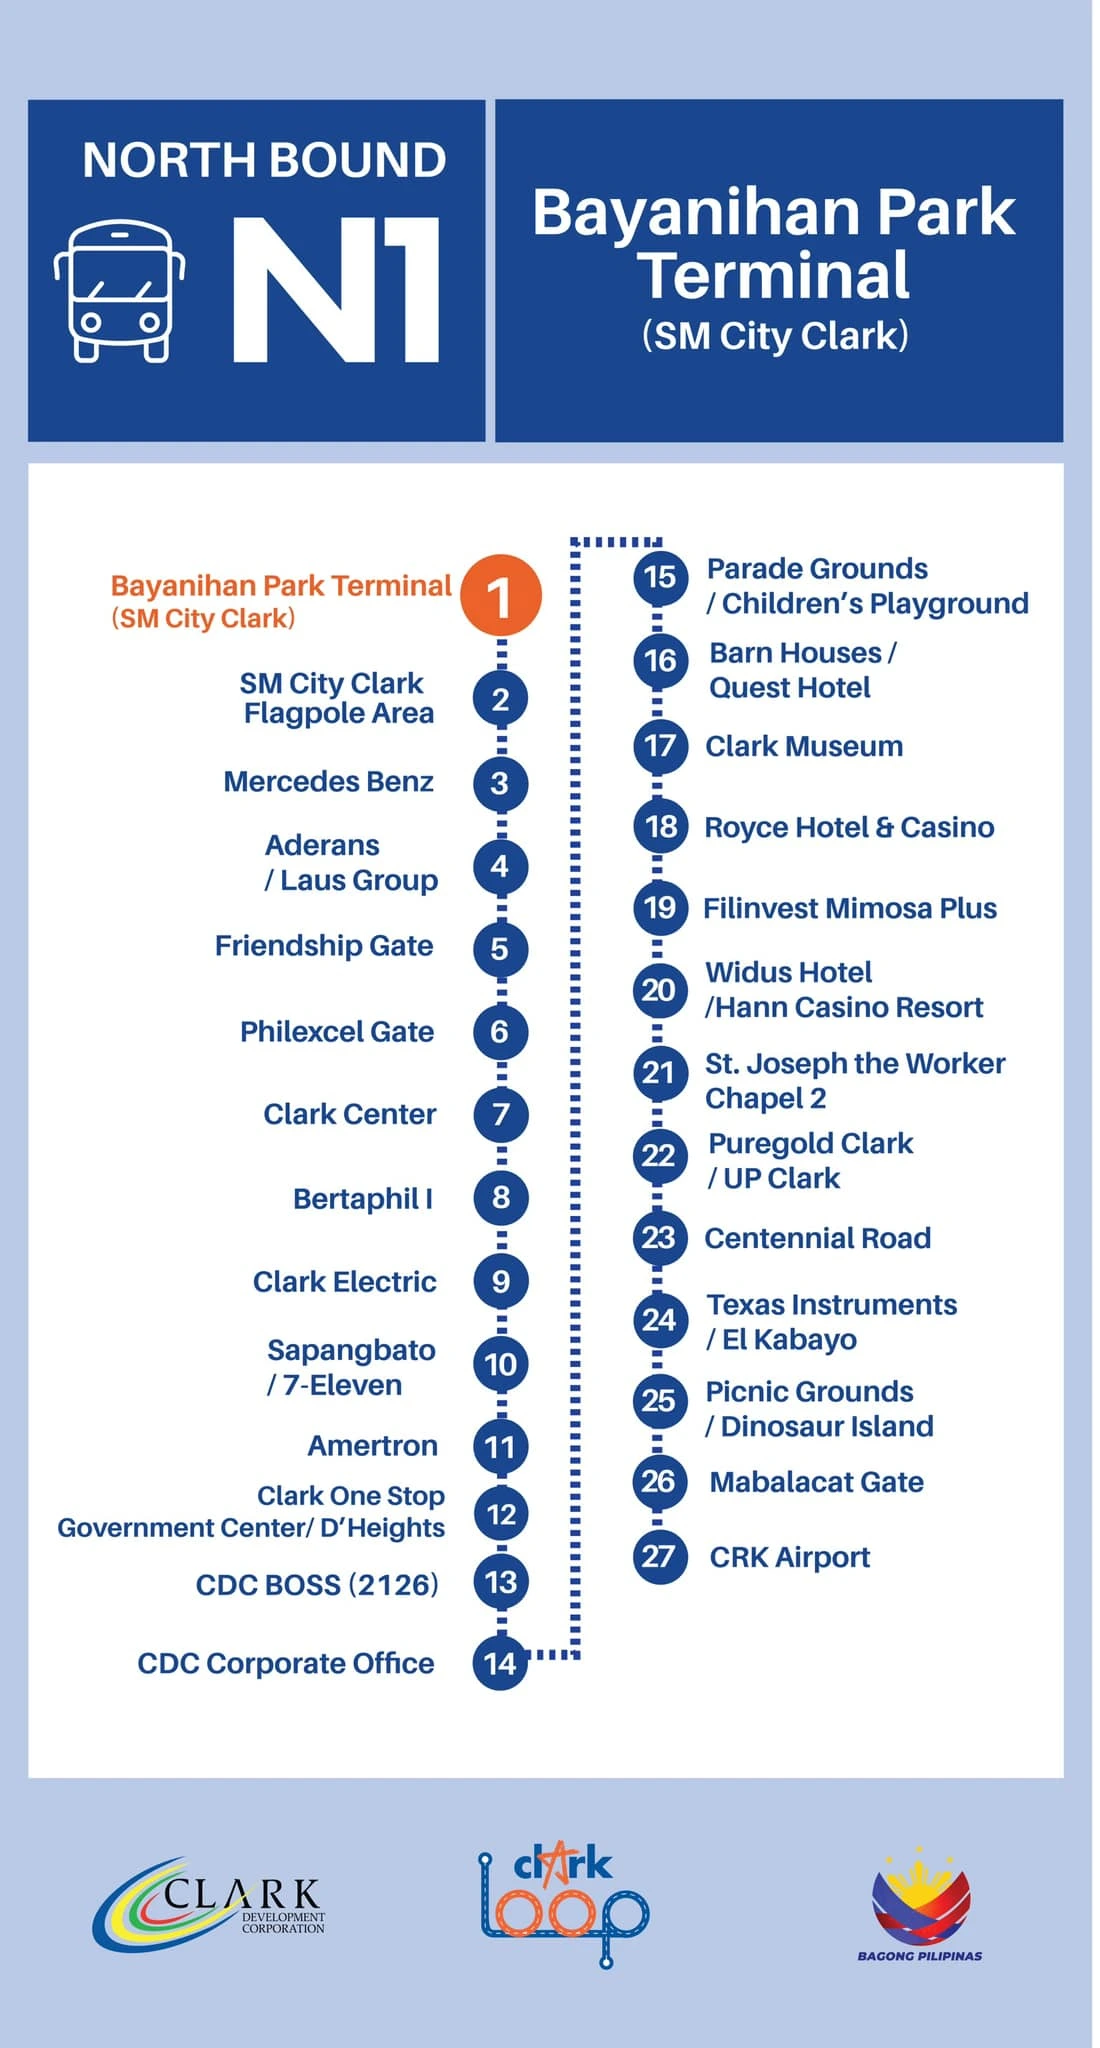 NORTH BOUND
N1
Bayanihan Park
Terminal
(SM City Clark)
Bayanihan Park Terminal
(SM City Clark)
1
SM City Clark
Flagpole Area
2
Mercedes Benz
3
Aderans
/ Laus Group
4
Friendship Gate
5
Philexcel Gate
6
Clark Center
7
Bertaphil I
8
Clark Electric
9
Sapangbato
/ 7-Eleven
10
Amertron
11
Clark One Stop
Government Center/ D'Heights
12
CDC BOSS (2126)
13
CDC Corporate Office
14
15
Parade Grounds
/ Children's Playground
16
Barn Houses /
Quest Hotel
17
Clark Museum
18
Royce Hotel & Casino
19
Filinvest Mimosa Plus
20
Widus Hotel
/Hann Casino Resort
21
St. Joseph the Worker
Chapel 2
22
Puregold Clark
/ UP Clark
23
Centennial Road
24
Texas Instruments
/ El Kabayo
25
Picnic Grounds
/ Dinosaur Island
26
Mabalacat Gate
27
CRK Airport
CLARK
DEVELOPMENT
CORPORATION
clArk
loop
BAGONG PILIPINAS